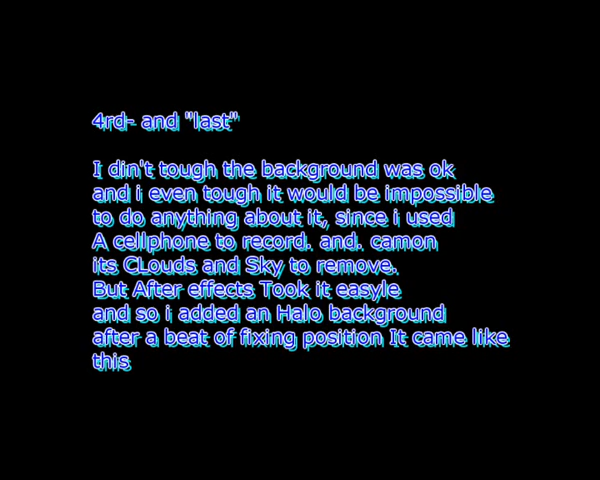 4rd- and "last"
I din't tough the background was ok
and i even tough it would be impossible
to do anything about it, since i used
A cellphone to record. and. camon
its CLouds and Sky to remove.
But After effects Took it easyle
and so i added an Halo background
after a beat of fixing position It came like
this